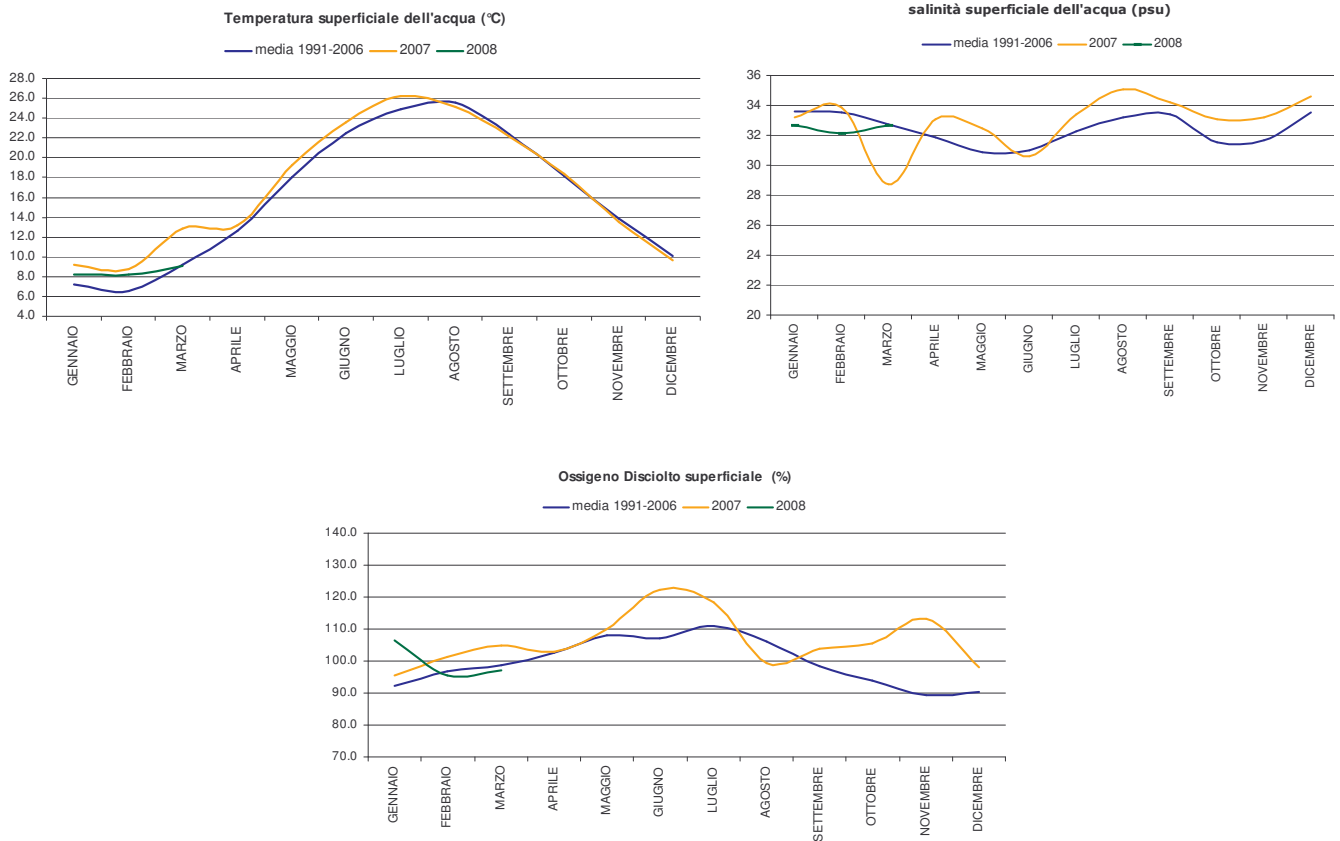 Temperatura superficiale dell'acqua (°C)
media 1991-2006 2007 2008
28.0
26.0
24.0
22.0
20.0
18.0
16.0
14.0
12.0
10.0
8.0
6.0
4.0
GENNAIO
FEBBRAIO
MARZO
APRILE
MAGGIO
GIUGNO
LUGLIO
AGOSTO
SETTEMBRE
OTTOBRE
NOVEMBRE
DICEMBRE
salinità superficiale dell'acqua (psu)
media 1991-2006 2007 2008
36
34
32
30
28
26
24
22
20
GENNAIO
FEBBRAIO
MARZO
APRILE
MAGGIO
GIUGNO
LUGLIO
AGOSTO
SETTEMBRE
OTTOBRE
NOVEMBRE
DICEMBRE
Ossigeno Disciolto superficiale (%)
media 1991-2006 2007 2008
140.0
130.0
120.0
110.0
100.0
90.0
80.0
70.0
GENNAIO
FEBBRAIO
MARZO
APRILE
MAGGIO
GIUGNO
LUGLIO
AGOSTO
SETTEMBRE
OTTOBRE
NOVEMBRE
DICEMBRE